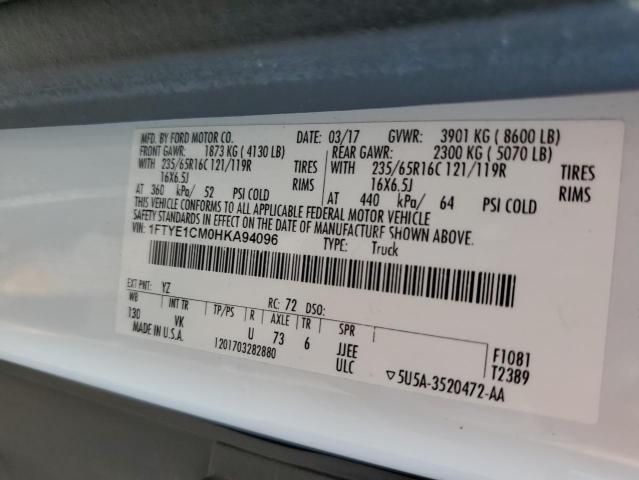 MFD. BY FORD MOTOR CO. DATE: 03/17 GVWR: 3901 KG ( 8600 LB)
FRONT GAWR: 1873 KG ( 4130 LB) REAR GAWR: 2300 KG ( 5070 LB)
WITH 235/65R16C 121/119R TIRES WITH 235/65R16C 121/119R TIRES
16X6.5J RIMS 16X6.5J RIMS
AT 360 kPa/ 52 PSI COLD AT 440 kPa/ 64 PSI COLD
THIS VEHICLE CONFORMS TO ALL APPLICABLE FEDERAL MOTOR VEHICLE
SAFETY STANDARDS IN EFFECT ON THE DATE OF MANUFACTURE SHOWN ABOVE.
VIN: 1FTYE1CM0HKA94096 TYPE: Truck
EXT PNT: YZ RC: 72 DSO:
WB INT TR TP/PS R AXLE TR SPR
130 VK U 73 6 JJEE F1081
MADE IN U.S.A. 1201703282880 ULC T2389
▽5U5A-3520472-AA